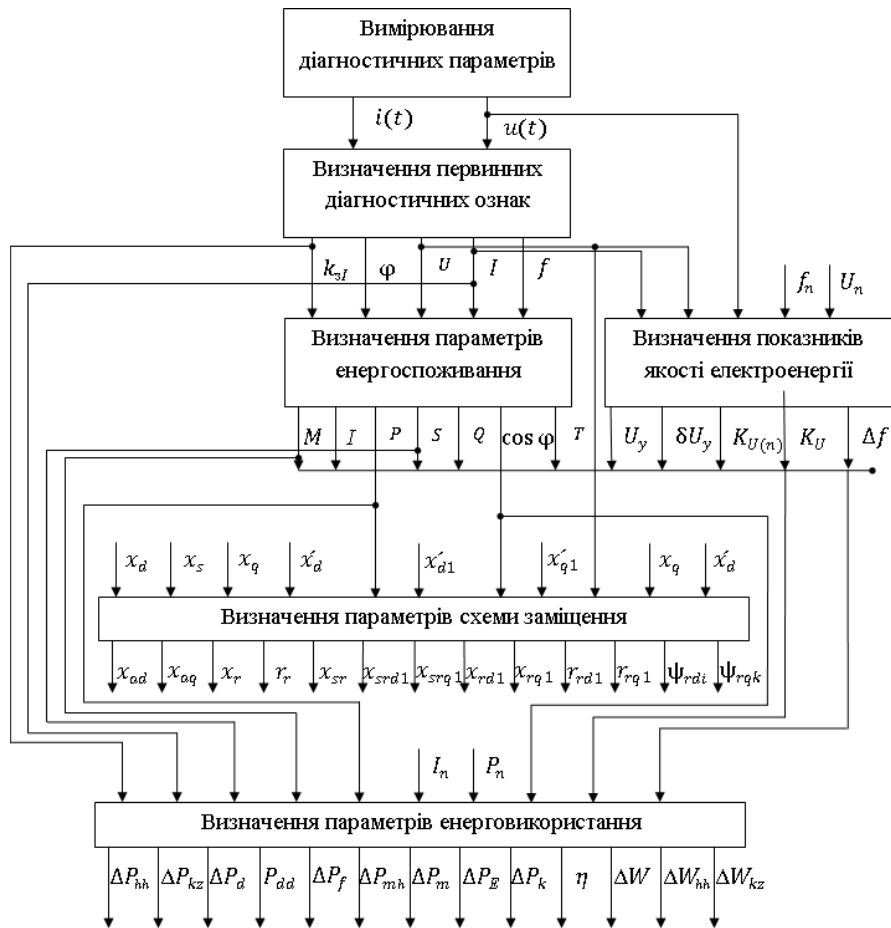 Вимірювання
діагностичних параметрів
i(t)
u(t)
Визначення первинних
діагностичних ознак
k_зI φ U I f
f_n U_n
Визначення параметрів
енергоспоживання
Визначення показників
якості електроенергії
M I P S Q cos φ T U_y δU_y K_U(n) K_U Δf
x_d x_s x_q x′_d x′_d1 x′_q1 x_q x′_d
Визначення параметрів схеми заміщення
x_ad x_aq x_r r_r x_sr x_srd1 x_srq1 x_rd1 x_rq1 r_rd1 r_rq1 ψ_rdi ψ_rqk
I_n P_n
Визначення параметрів енерговикористання
ΔP_hh ΔP_kz ΔP_d P_dd ΔP_f ΔP_mh ΔP_m ΔP_E ΔP_k η ΔW ΔW_hh ΔW_kz